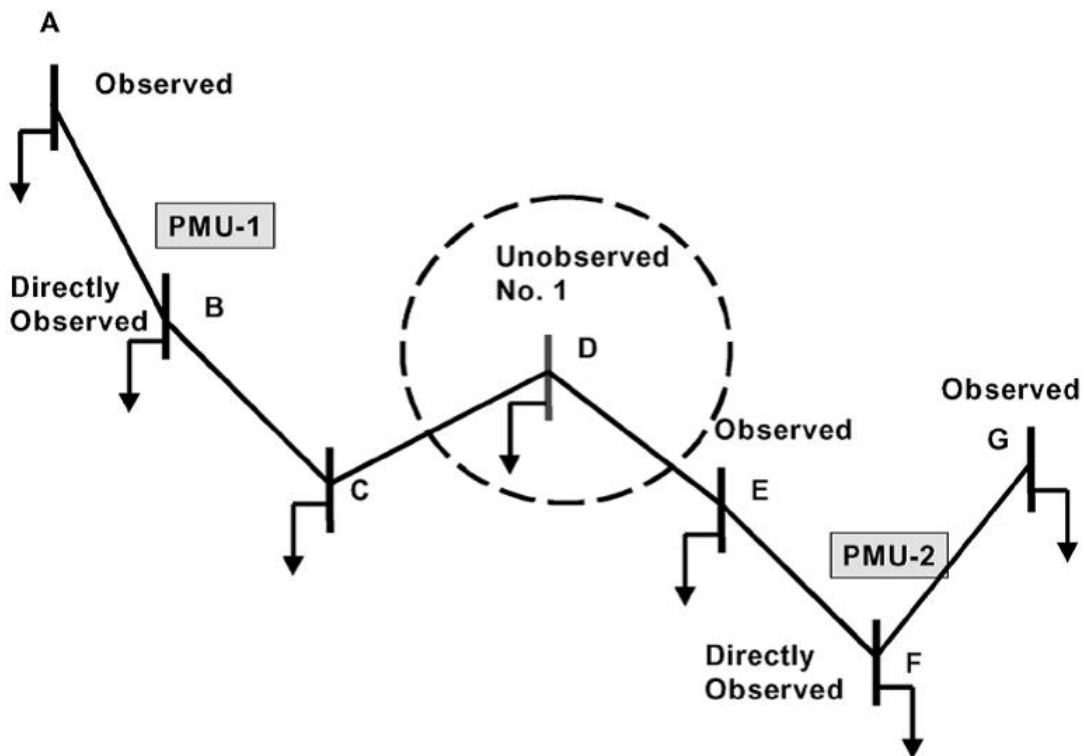 A
Observed
PMU-1
Directly
Observed
B
Unobserved
No. 1
D
C
Observed
E
Observed
G
PMU-2
Directly
Observed
F